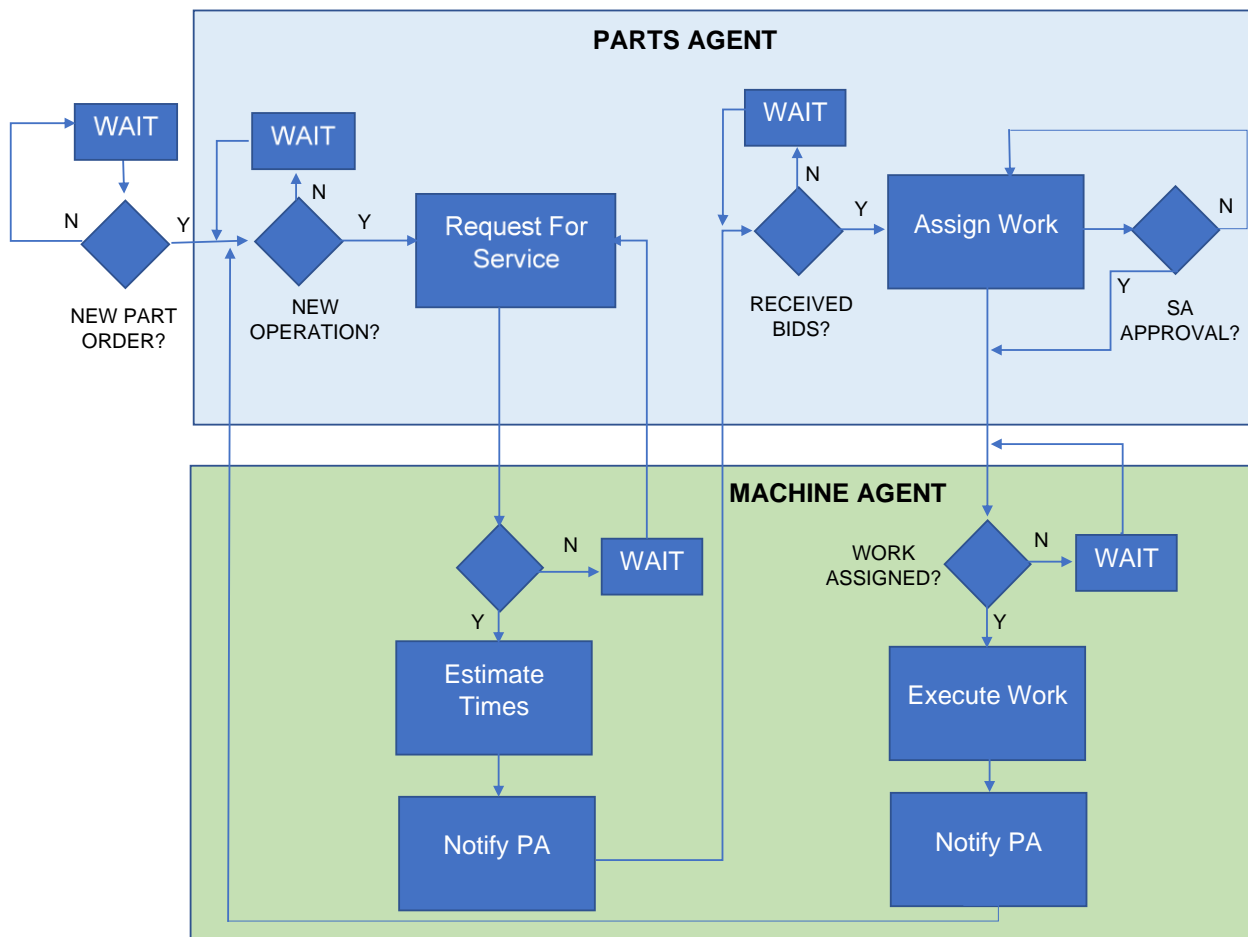 PARTS AGENT
WAIT
N
Y
NEW PART
ORDER?
WAIT
N
Y
NEW
OPERATION?
Request For
Service
WAIT
N
Y
RECEIVED
BIDS?
Assign Work
N
Y
SA
APPROVAL?
MACHINE AGENT
N
WAIT
Y
Estimate
Times
Notify PA
WORK
ASSIGNED?
N
WAIT
Y
Execute Work
Notify PA